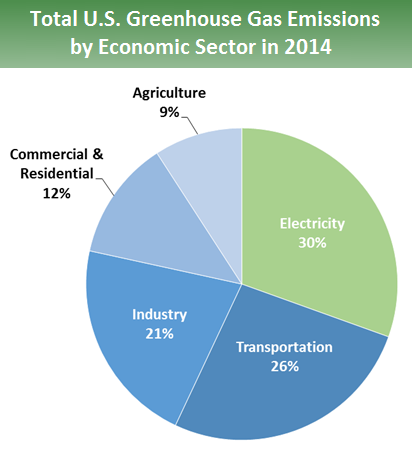 Total U.S. Greenhouse Gas Emissions
by Economic Sector in 2014
Agriculture
9%
Commercial &
Residential
12%
Electricity
30%
Industry
21%
Transportation
26%